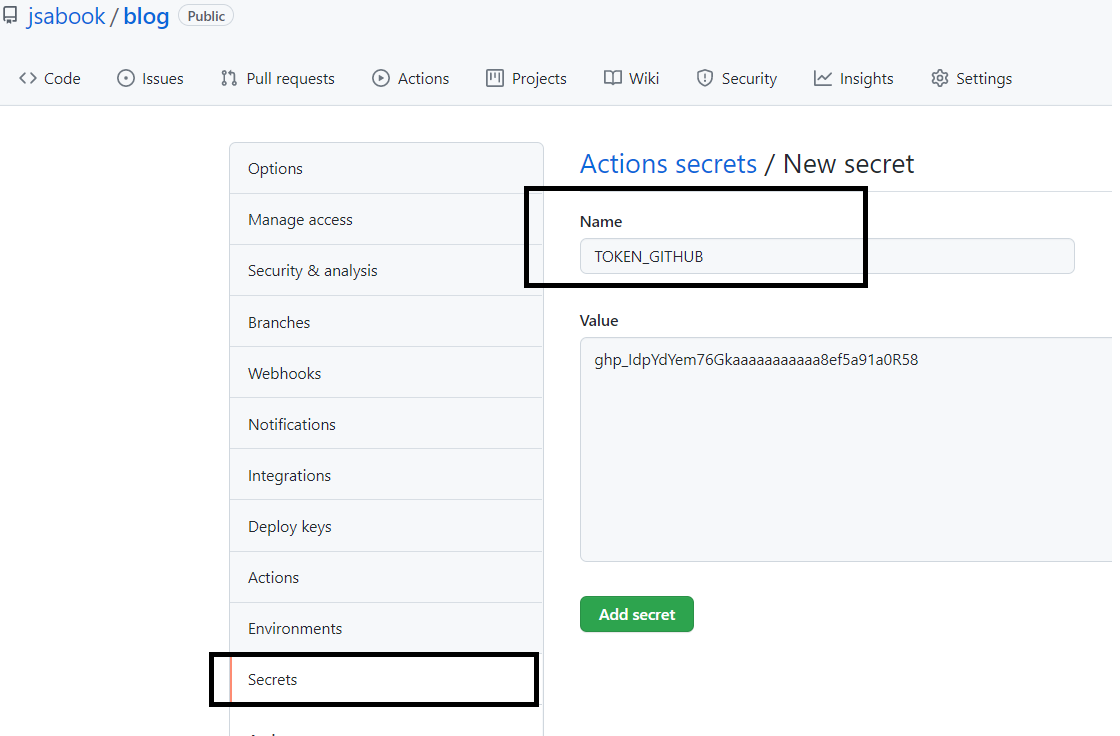 jsabook / blog Public
Code Issues Pull requests Actions Projects Wiki Security Insights Settings
Options
Manage access
Security & analysis
Branches
Webhooks
Notifications
Integrations
Deploy keys
Actions
Environments
Secrets
Actions secrets / New secret
Name
TOKEN_GITHUB
Value
ghp_IdpYdYem76Gkaaaaaaaaaaa8ef5a91a0R58
Add secret